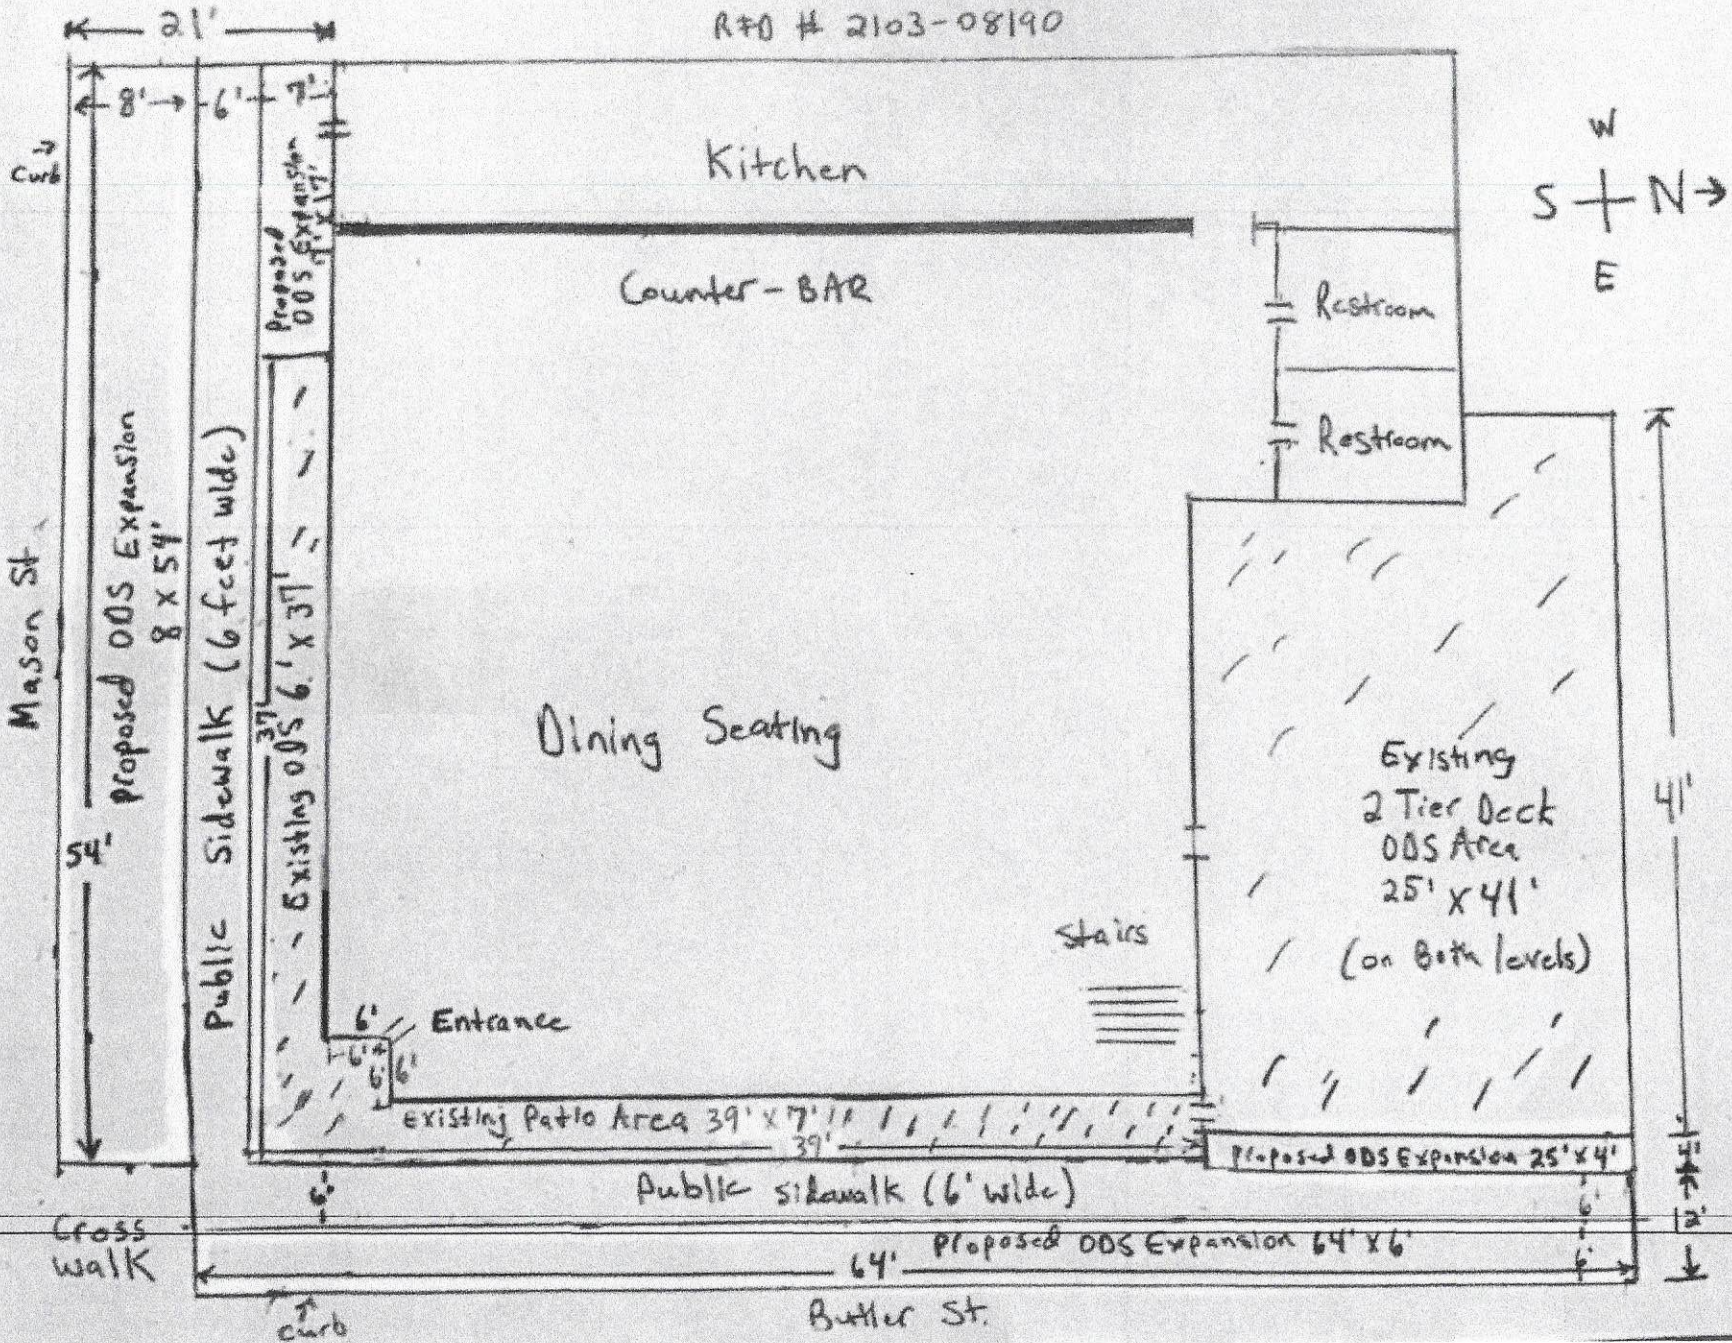 21'
RFD # 2103-08190
8'
6'
7'
Curb
Kitchen
W
S
N
E
Proposed
ODS Expansion
7' x 17'
Counter-BAR
Restroom
Restroom
Mason St
54'
Proposed ODS Expansion
8 x 54'
Public Sidewalk (6 feet wide)
37'
Existing ODS 6' x 37'
Dining Seating
Existing
2 Tier Deck
ODS Area
25' x 41'
(on Both levels)
41'
Stairs
6'
Entrance
6'
6'
6'
Existing Patio Area 39' x 7'
39'
Proposed ODS Expansion 25' x 4'
4'
6'
Public sidewalk (6' wide)
6'
12'
Cross
walk
Proposed ODS Expansion 64' x 6'
64'
6'
Curb
Butler St.